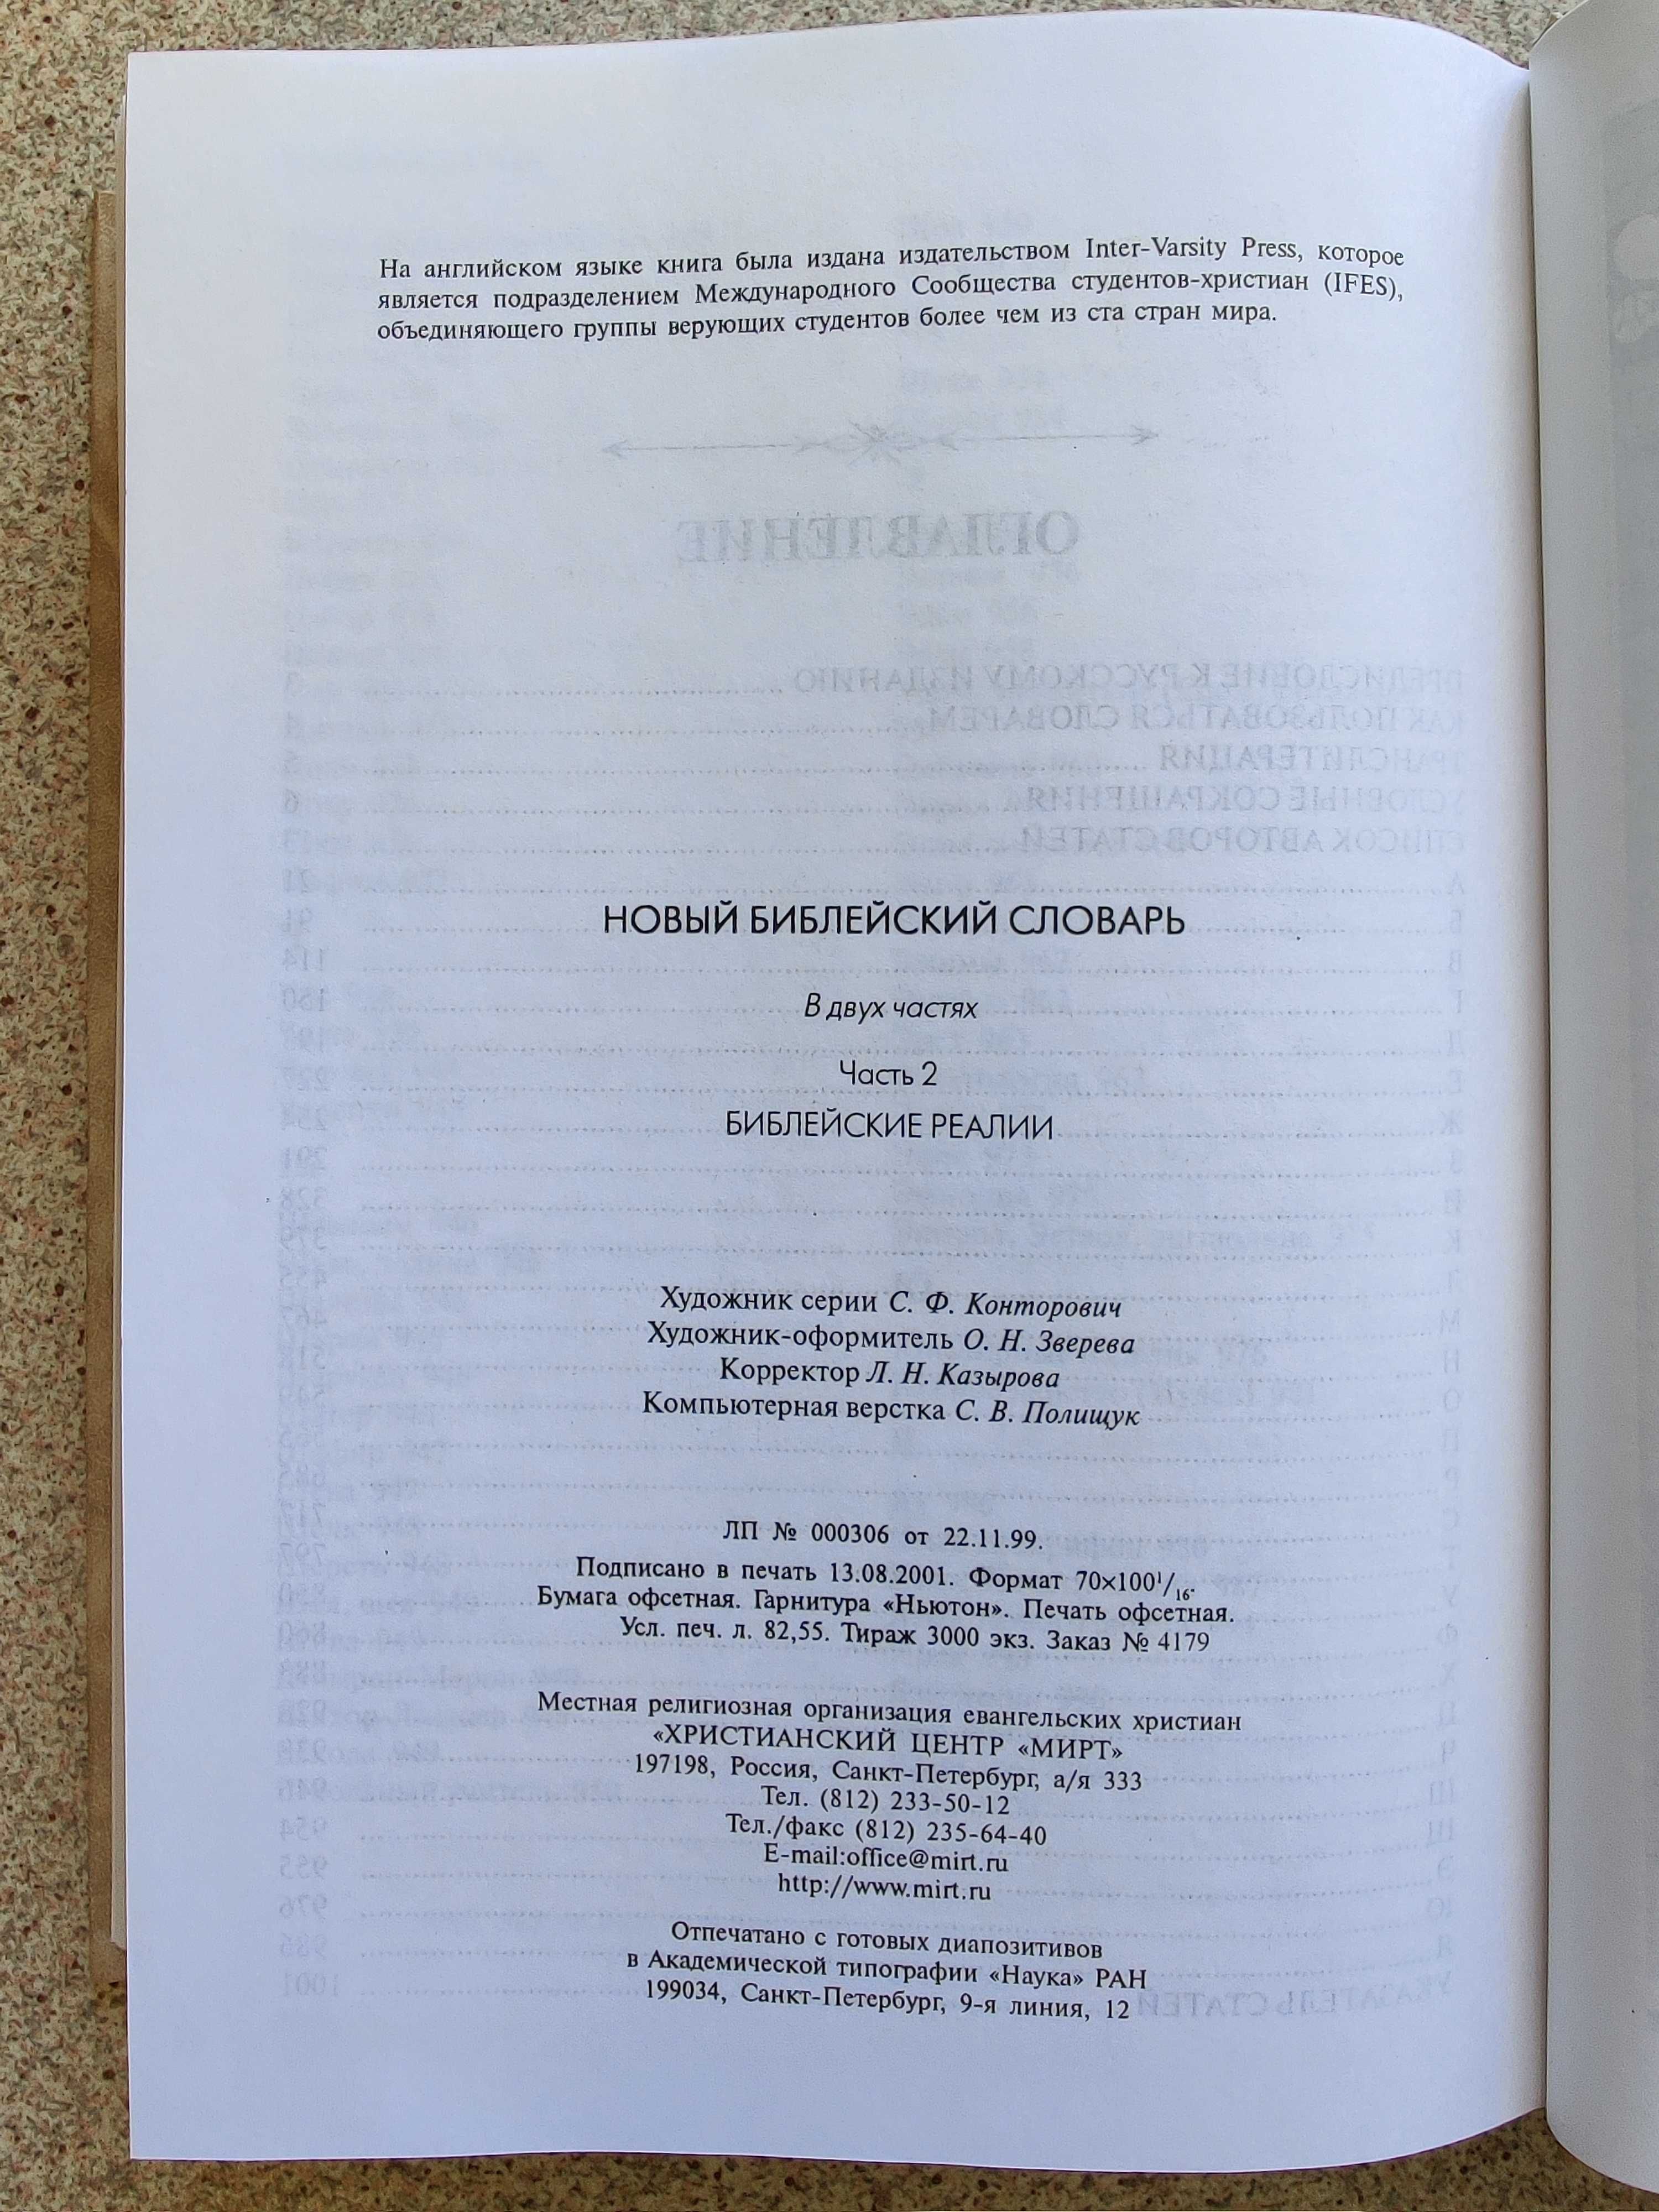 На английском языке книга была издана издательством Inter-Varsity Press, которое
является подразделением Международного Сообщества студентов-христиан (IFES),
объединяющего группы верующих студентов более чем из ста стран мира.
НОВЫЙ БИБЛЕЙСКИЙ СЛОВАРЬ
В двух частях
Часть 2
БИБЛЕЙСКИЕ РЕАЛИИ
Художник серии С. Ф. Конторович
Художник-оформитель О. Н. Зверева
Корректор Л. Н. Казырова
Компьютерная верстка С. В. Полищук
ЛП № 000306 от 22.11.99.
Подписано в печать 13.08.2001. Формат 70×100¹/₁₆.
Бумага офсетная. Гарнитура «Ньютон». Печать офсетная.
Усл. печ. л. 82,55. Тираж 3000 экз. Заказ № 4179
Местная религиозная организация евангельских христиан
«ХРИСТИАНСКИЙ ЦЕНТР «МИРТ»
197198, Россия, Санкт-Петербург, а/я 333
Тел. (812) 233-50-12
Тел./факс (812) 235-64-40
E-mail:office@mirt.ru
http://www.mirt.ru
Отпечатано с готовых диапозитивов
в Академической типографии «Наука» РАН
199034, Санкт-Петербург, 9-я линия, 12